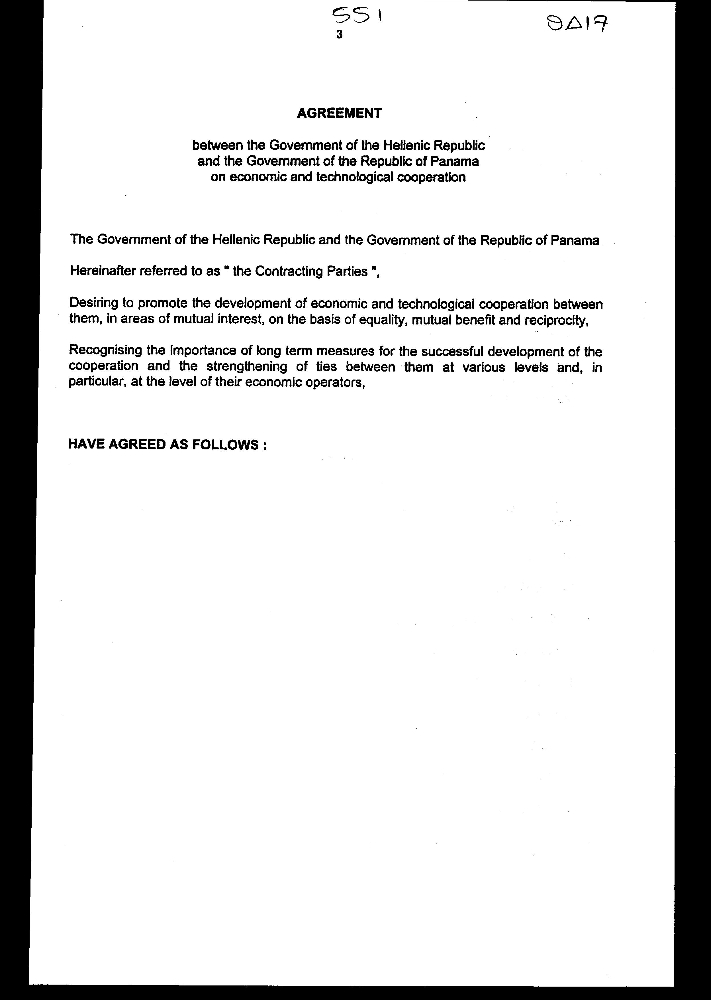 551
ΘΔ17
3
AGREEMENT
between the Government of the Hellenic Republic
and the Government of the Republic of Panama
on economic and technological cooperation
The Government of the Hellenic Republic and the Government of the Republic of Panama
Hereinafter referred to as " the Contracting Parties ",
Desiring to promote the development of economic and technological cooperation between
them, in areas of mutual interest, on the basis of equality, mutual benefit and reciprocity,
Recognising the importance of long term measures for the successful development of the
cooperation and the strengthening of ties between them at various levels and, in
particular, at the level of their economic operators,
HAVE AGREED AS FOLLOWS :